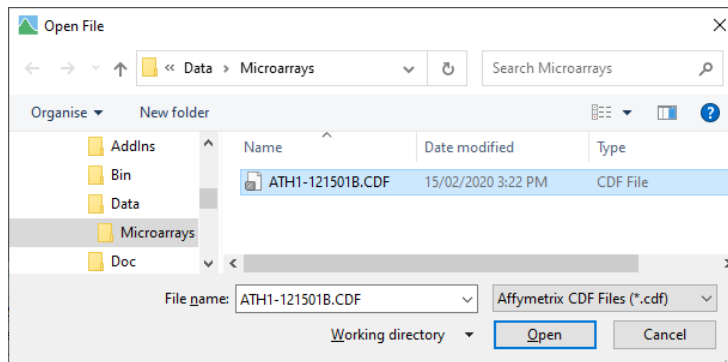 Open File
« Data › Microarrays
Search Microarrays
Organise
New folder
Name
Date modified
Type
AddIns
Bin
Data
Microarrays
Doc
ATH1-121501B.CDF
15/02/2020 3:22 PM
CDF File
File name:
ATH1-121501B.CDF
Affymetrix CDF Files (*.cdf)
Working directory
Open
Cancel